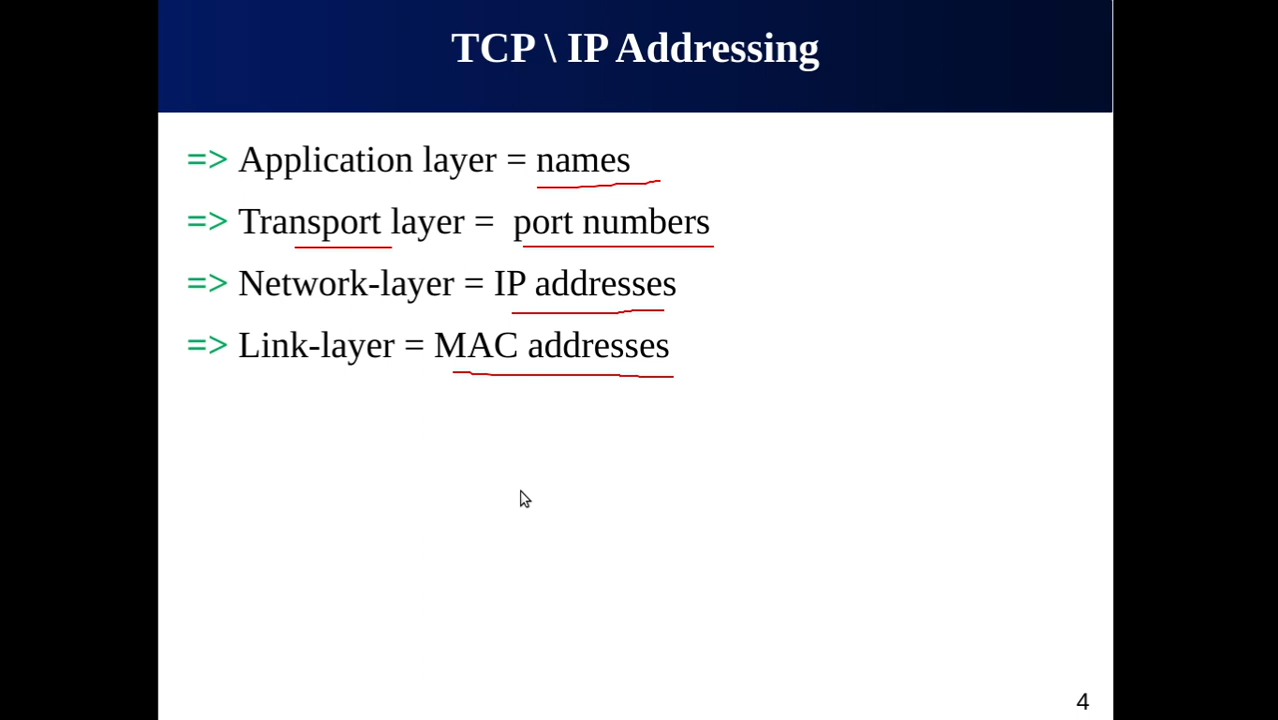 TCP \ IP Addressing
=> Application layer = names
=> Transport layer = port numbers
=> Network-layer = IP addresses
=> Link-layer = MAC addresses
4